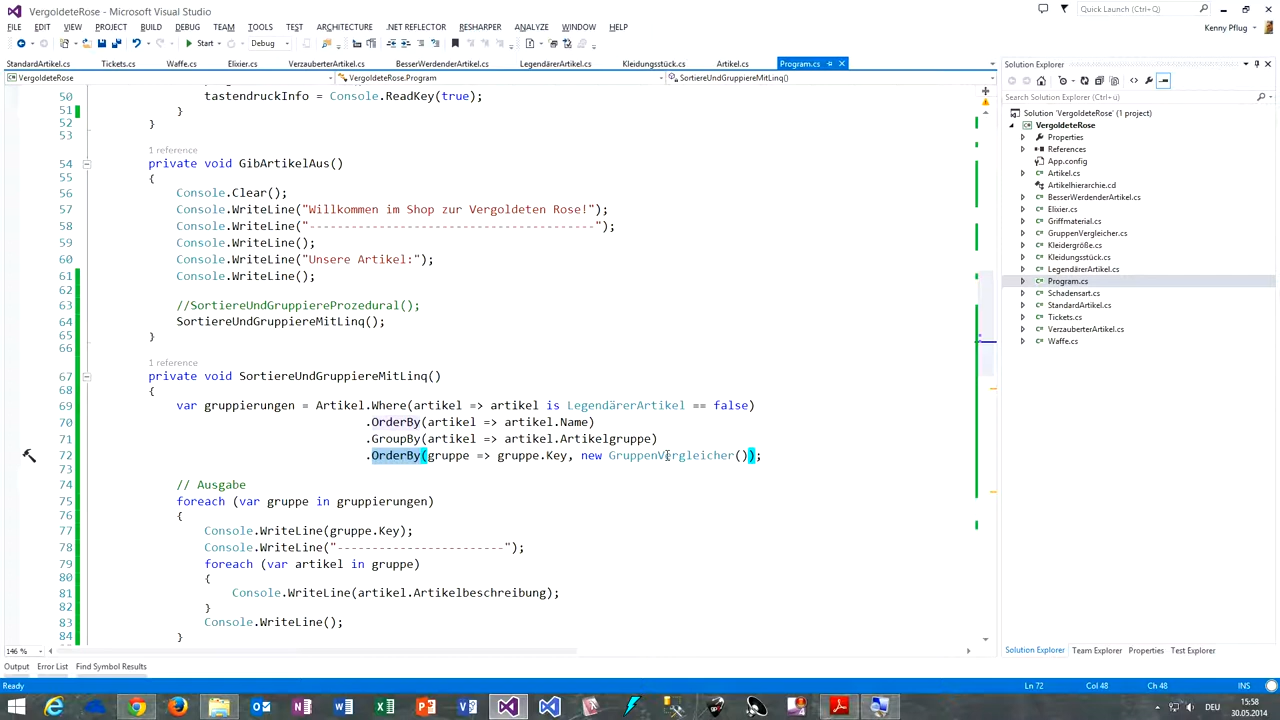 VergoldeteRose - Microsoft Visual Studio
Quick Launch (Ctrl+Q)
FILE EDIT VIEW PROJECT BUILD DEBUG TEAM TOOLS TEST ARCHITECTURE .NET REFLECTOR RESHARPER ANALYZE WINDOW HELP
Kenny Pflug
Start Debug
StandardArtikel.cs Tickets.cs Waffe.cs Elixier.cs VerzauberterArtikel.cs BesserWerdenderArtikel.cs LegendärerArtikel.cs Kleidungsstück.cs Artikel.cs Program.cs
VergoldeteRose VergoldeteRose.Program SortiereUndGruppiereMitLinq()
50 tastendruckInfo = Console.ReadKey(true);
51 }
52 }
53
1 reference
54 private void GibArtikelAus()
55 {
56 Console.Clear();
57 Console.WriteLine("Willkommen im Shop zur Vergoldeten Rose!");
58 Console.WriteLine("-----------------------------------------");
59 Console.WriteLine();
60 Console.WriteLine("Unsere Artikel:");
61 Console.WriteLine();
62
63 //SortiereUndGruppiereProzedural();
64 SortiereUndGruppiereMitLinq();
65 }
66
1 reference
67 private void SortiereUndGruppiereMitLinq()
68 {
69 var gruppierungen = Artikel.Where(artikel => artikel is LegendärerArtikel == false)
70 .OrderBy(artikel => artikel.Name)
71 .GroupBy(artikel => artikel.Artikelgruppe)
72 .OrderBy(gruppe => gruppe.Key, new GruppenVergleicher());
73
74 // Ausgabe
75 foreach (var gruppe in gruppierungen)
76 {
77 Console.WriteLine(gruppe.Key);
78 Console.WriteLine("------------------------");
79 foreach (var artikel in gruppe)
80 {
81 Console.WriteLine(artikel.Artikelbeschreibung);
82 }
83 Console.WriteLine();
84 }
146 %
Output Error List Find Symbol Results
Solution Explorer
Search Solution Explorer (Ctrl+ü)
Solution 'VergoldeteRose' (1 project)
VergoldeteRose
Properties
References
App.config
Artikel.cs
Artikelhierarchie.cd
BesserWerdenderArtikel.cs
Elixier.cs
Griffmaterial.cs
GruppenVergleicher.cs
Kleidergröße.cs
Kleidungsstück.cs
LegendärerArtikel.cs
Program.cs
Schadensart.cs
StandardArtikel.cs
Tickets.cs
VerzauberterArtikel.cs
Waffe.cs
Solution Explorer Team Explorer Properties Test Explorer
Ready Ln 72 Col 48 Ch 48 INS
DEU 15:58
30.05.2014